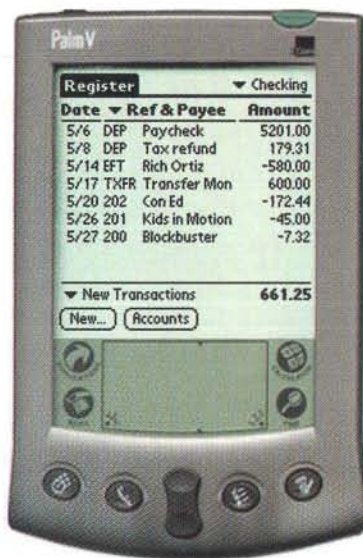 PalmV
Register ▼ Checking
Date ▼ Ref & Payee Amount
5/6 DEP Paycheck 5201.00
5/8 DEP Tax refund 179.31
5/14 EFT Rich Ortiz -580.00
5/17 TXFR Transfer Mon 600.00
5/20 202 Con Ed -172.44
5/26 201 Kids in Motion -45.00
5/27 200 Blockbuster -7.32
▼ New Transactions 661.25
New... Accounts